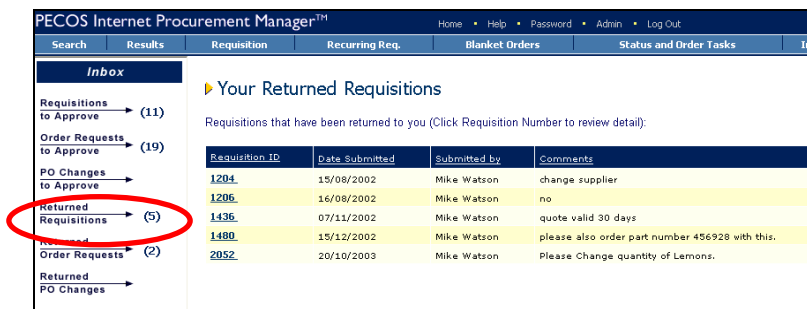 PECOS Internet Procurement Manager™
Home • Help • Password • Admin • Log Out
Search Results Requisition Recurring Req. Blanket Orders Status and Order Tasks
Inbox
Requisitions
to Approve (11)
Order Requests
to Approve (19)
PO Changes
to Approve
Returned
Requisitions (5)
Returned
Order Requests (2)
Returned
PO Changes
Your Returned Requisitions
Requisitions that have been returned to you (Click Requisition Number to review detail):
Requisition ID Date Submitted Submitted by Comments
1204 15/08/2002 Mike Watson change supplier
1206 16/08/2002 Mike Watson no
1436 07/11/2002 Mike Watson quote valid 30 days
1480 15/12/2002 Mike Watson please also order part number 456928 with this.
2052 20/10/2003 Mike Watson Please Change quantity of Lemons.